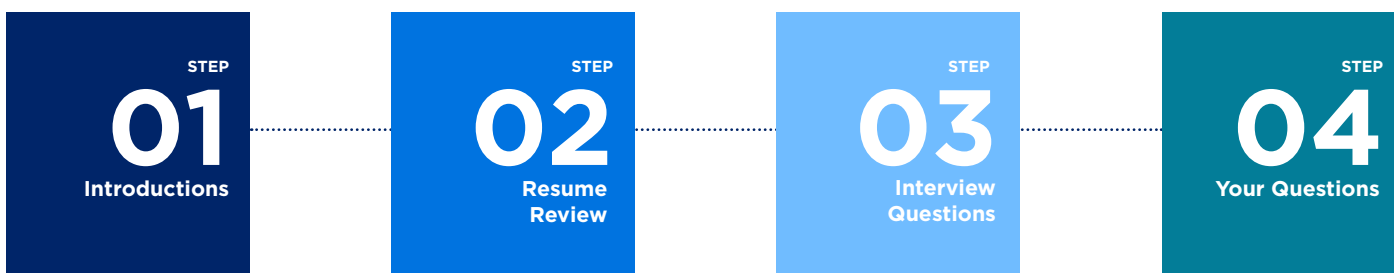 STEP
01
Introductions
STEP
02
Resume
Review
STEP
03
Interview
Questions
STEP
04
Your Questions